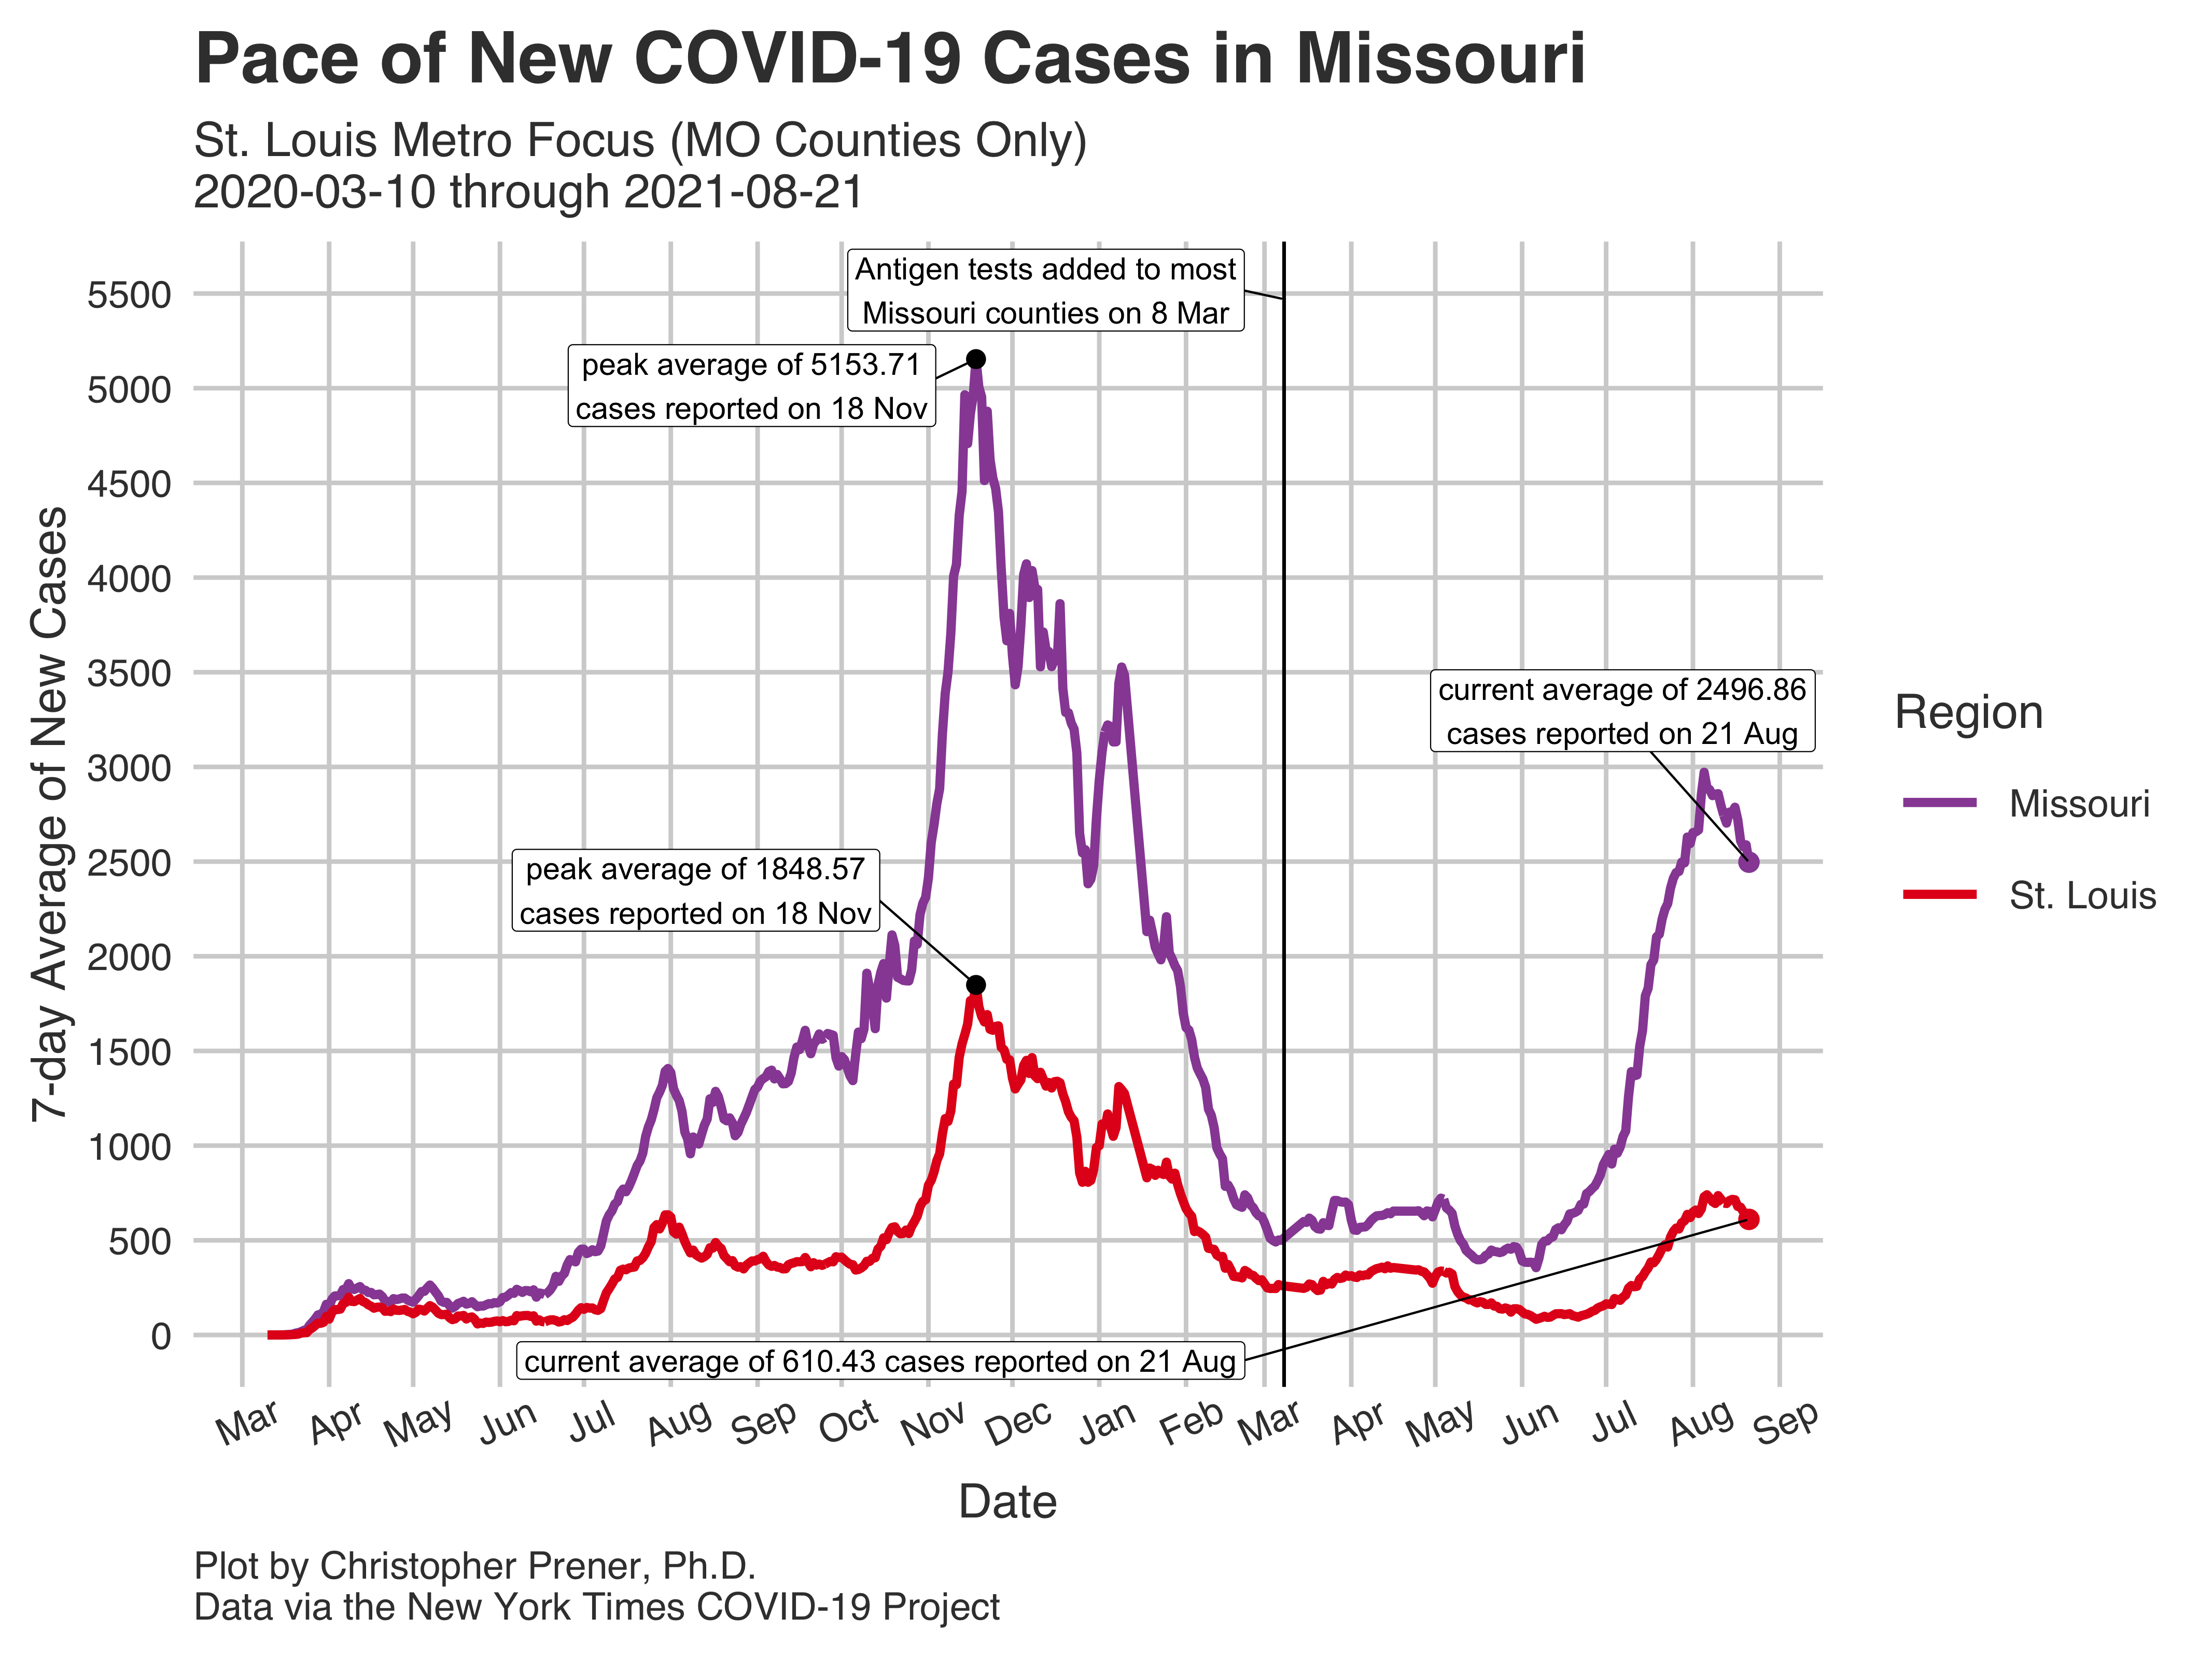 Pace of New COVID-19 Cases in Missouri
St. Louis Metro Focus (MO Counties Only)
2020-03-10 through 2021-08-21
Antigen tests added to most
Missouri counties on 8 Mar
peak average of 5153.71
cases reported on 18 Nov
current average of 2496.86
cases reported on 21 Aug
peak average of 1848.57
cases reported on 18 Nov
current average of 610.43 cases reported on 21 Aug
7-day Average of New Cases
5500
5000
4500
4000
3500
3000
2500
2000
1500
1000
500
0
Mar Apr May Jun Jul Aug Sep Oct Nov Dec Jan Feb Mar Apr May Jun Jul Aug Sep
Date
Region
Missouri
St. Louis
Plot by Christopher Prener, Ph.D.
Data via the New York Times COVID-19 Project